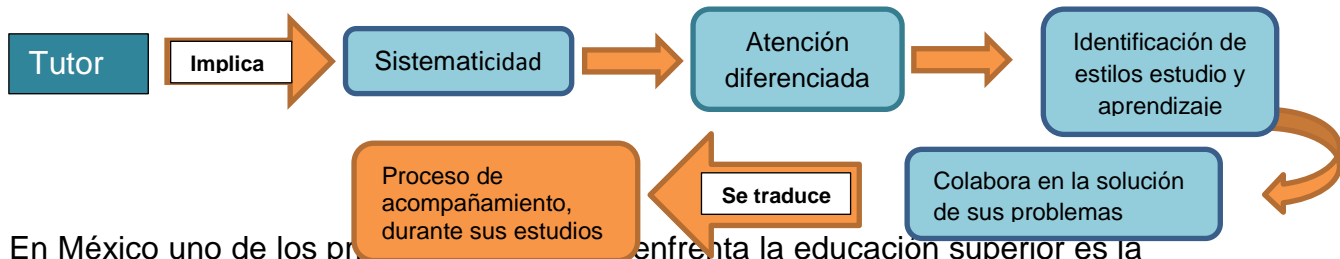 Tutor
Implica
Sistematicidad
Atención
diferenciada
Identificación de
estilos estudio y
aprendizaje
Colabora en la solución
de sus problemas
Se traduce
Proceso de
acompañamiento,
durante sus estudios
En México uno de los enfrenta la educación superior es la